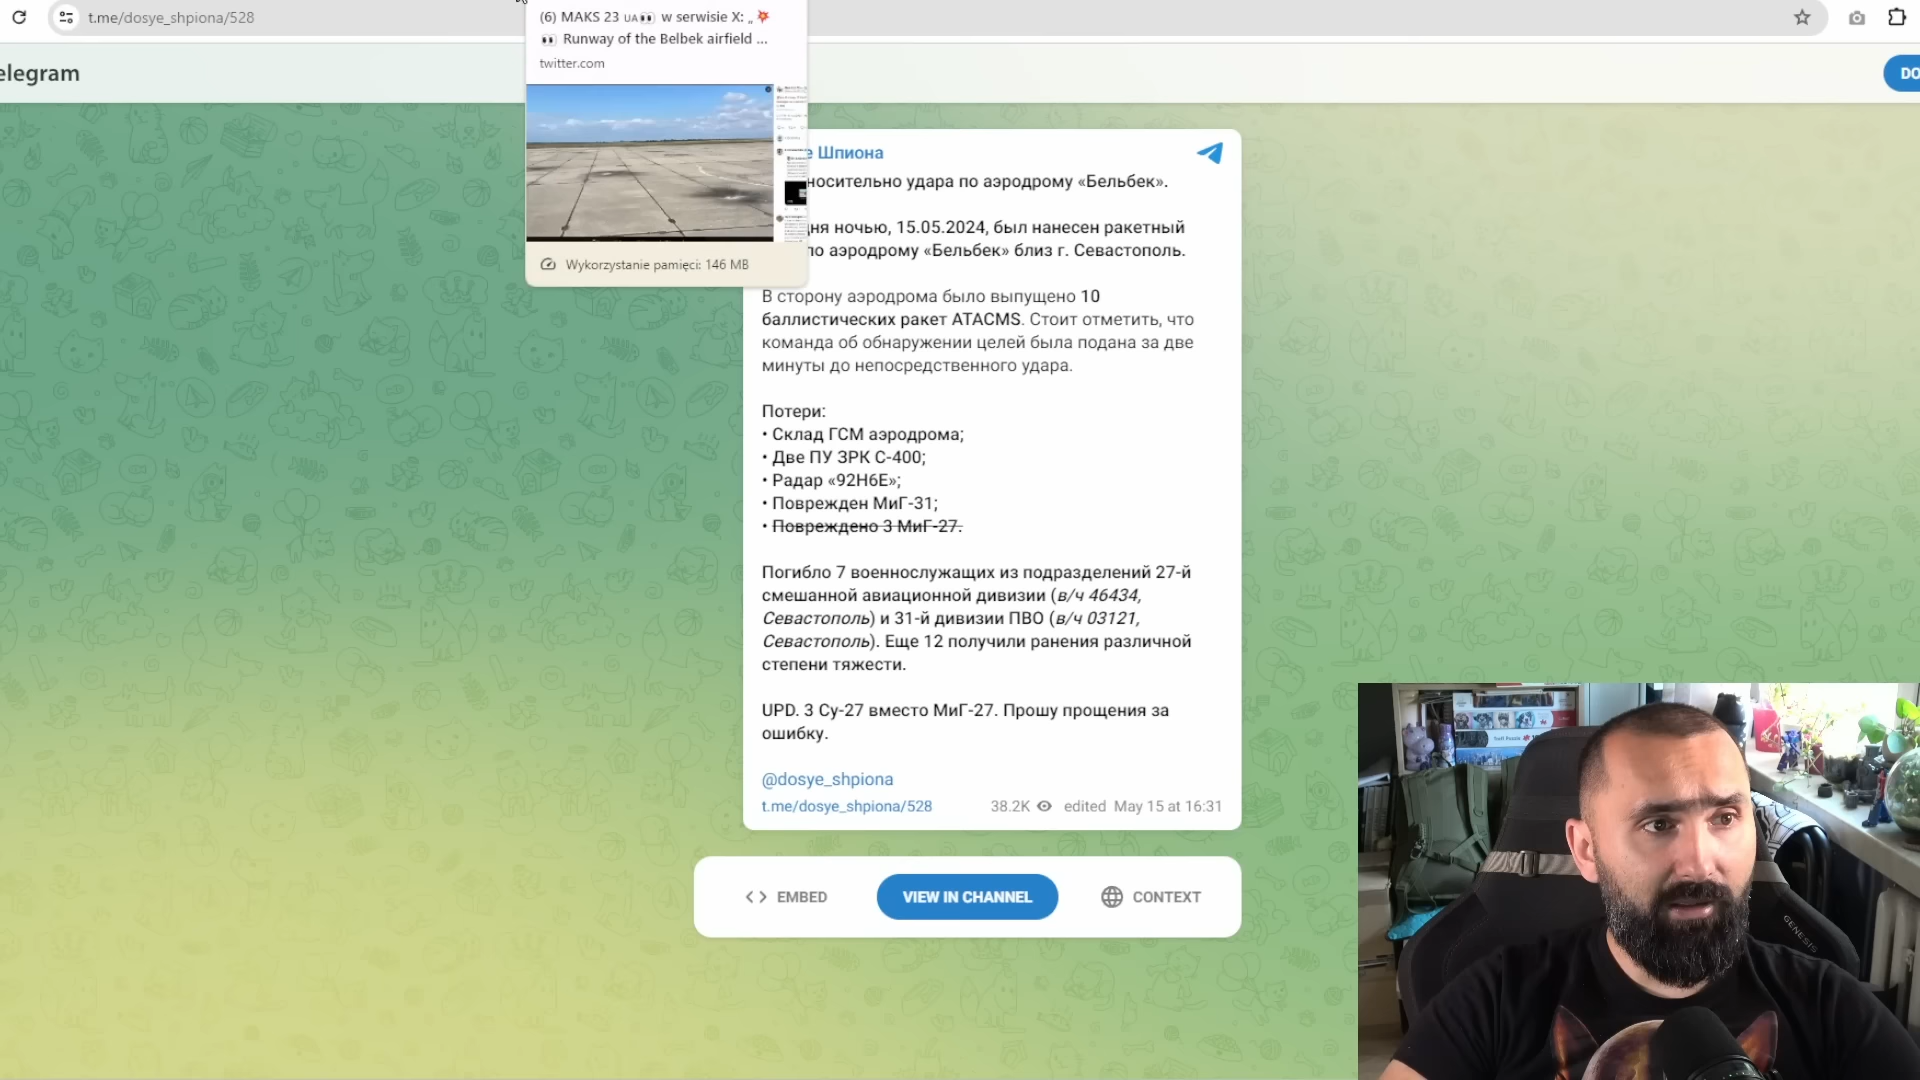 t.me/dosye_shpiona/528
(6) MAKS 23 UA👀 w serwisie X: „💥
👀 Runway of the Belbek airfield ...
twitter.com
elegram
DO
е Шпиона
носительно удара по аэродрому «Бельбек».
дня ночью, 15.05.2024, был нанесен ракетный
по аэродрому «Бельбек» близ г. Севастополь.
Wykorzystanie pamięci: 146 MB
В сторону аэродрома было выпущено 10
баллистических ракет ATACMS. Стоит отметить, что
команда об обнаружении целей была подана за две
минуты до непосредственного удара.
Потери:
• Склад ГСМ аэродрома;
• Две ПУ ЗРК С-400;
• Радар «92Н6Е»;
• Поврежден МиГ-31;
• Повреждено 3 МиГ-27.
Погибло 7 военнослужащих из подразделений 27-й
смешанной авиационной дивизии (в/ч 46434,
Севастополь) и 31-й дивизии ПВО (в/ч 03121,
Севастополь). Еще 12 получили ранения различной
степени тяжести.
UPD. 3 Су-27 вместо МиГ-27. Прошу прощения за
ошибку.
@dosye_shpiona
t.me/dosye_shpiona/528 38.2K edited May 15 at 16:31
EMBED VIEW IN CHANNEL CONTEXT
GENESIS